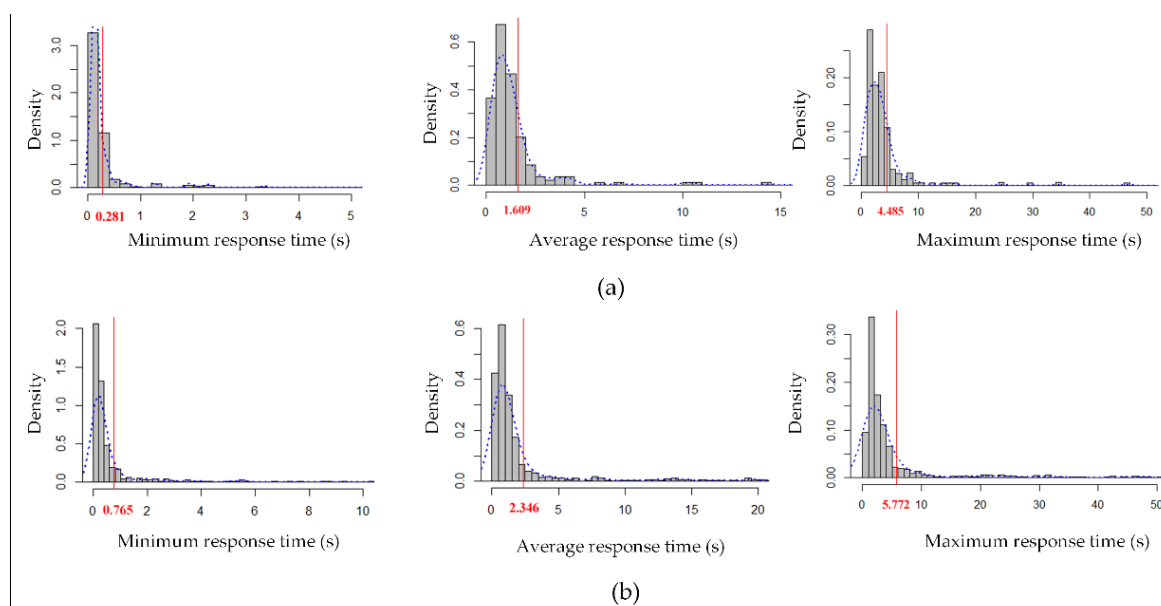 Density
3.0
2.0
1.0
0.0
0 1 2 3 4 5
0.281
Minimum response time (s)
Density
0.6
0.4
0.2
0.0
0 5 10 15
1.609
Average response time (s)
Density
0.20
0.10
0.00
0 10 20 30 40 50
4.485
Maximum response time (s)
(a)
Density
2.0
1.5
1.0
0.5
0.0
0 2 4 6 8 10
0.765
Minimum response time (s)
Density
0.6
0.4
0.2
0.0
0 5 10 15 20
2.346
Average response time (s)
Density
0.30
0.20
0.10
0.00
0 10 20 30 40 50
5.772
Maximum response time (s)
(b)